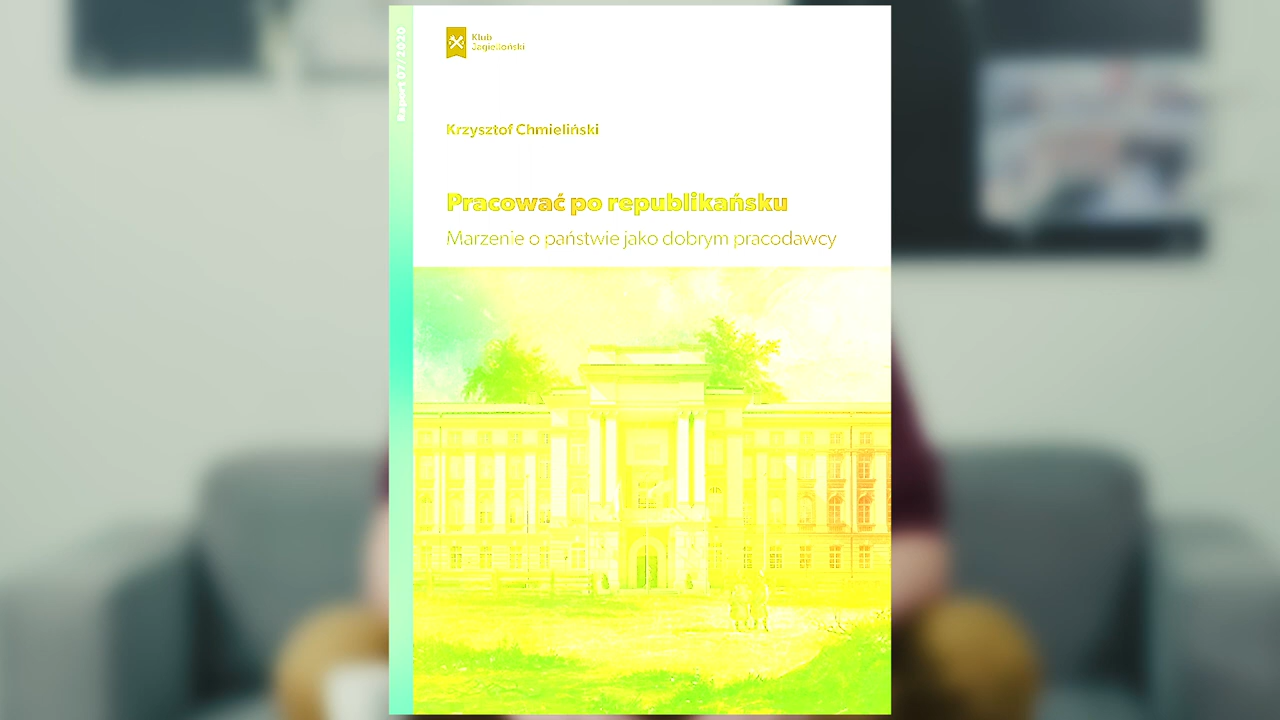 Raport 07/2020
Klub
Jagielloński
Krzysztof Chmieliński
Pracować po republikańsku
Marzenie o państwie jako dobrym pracodawcy